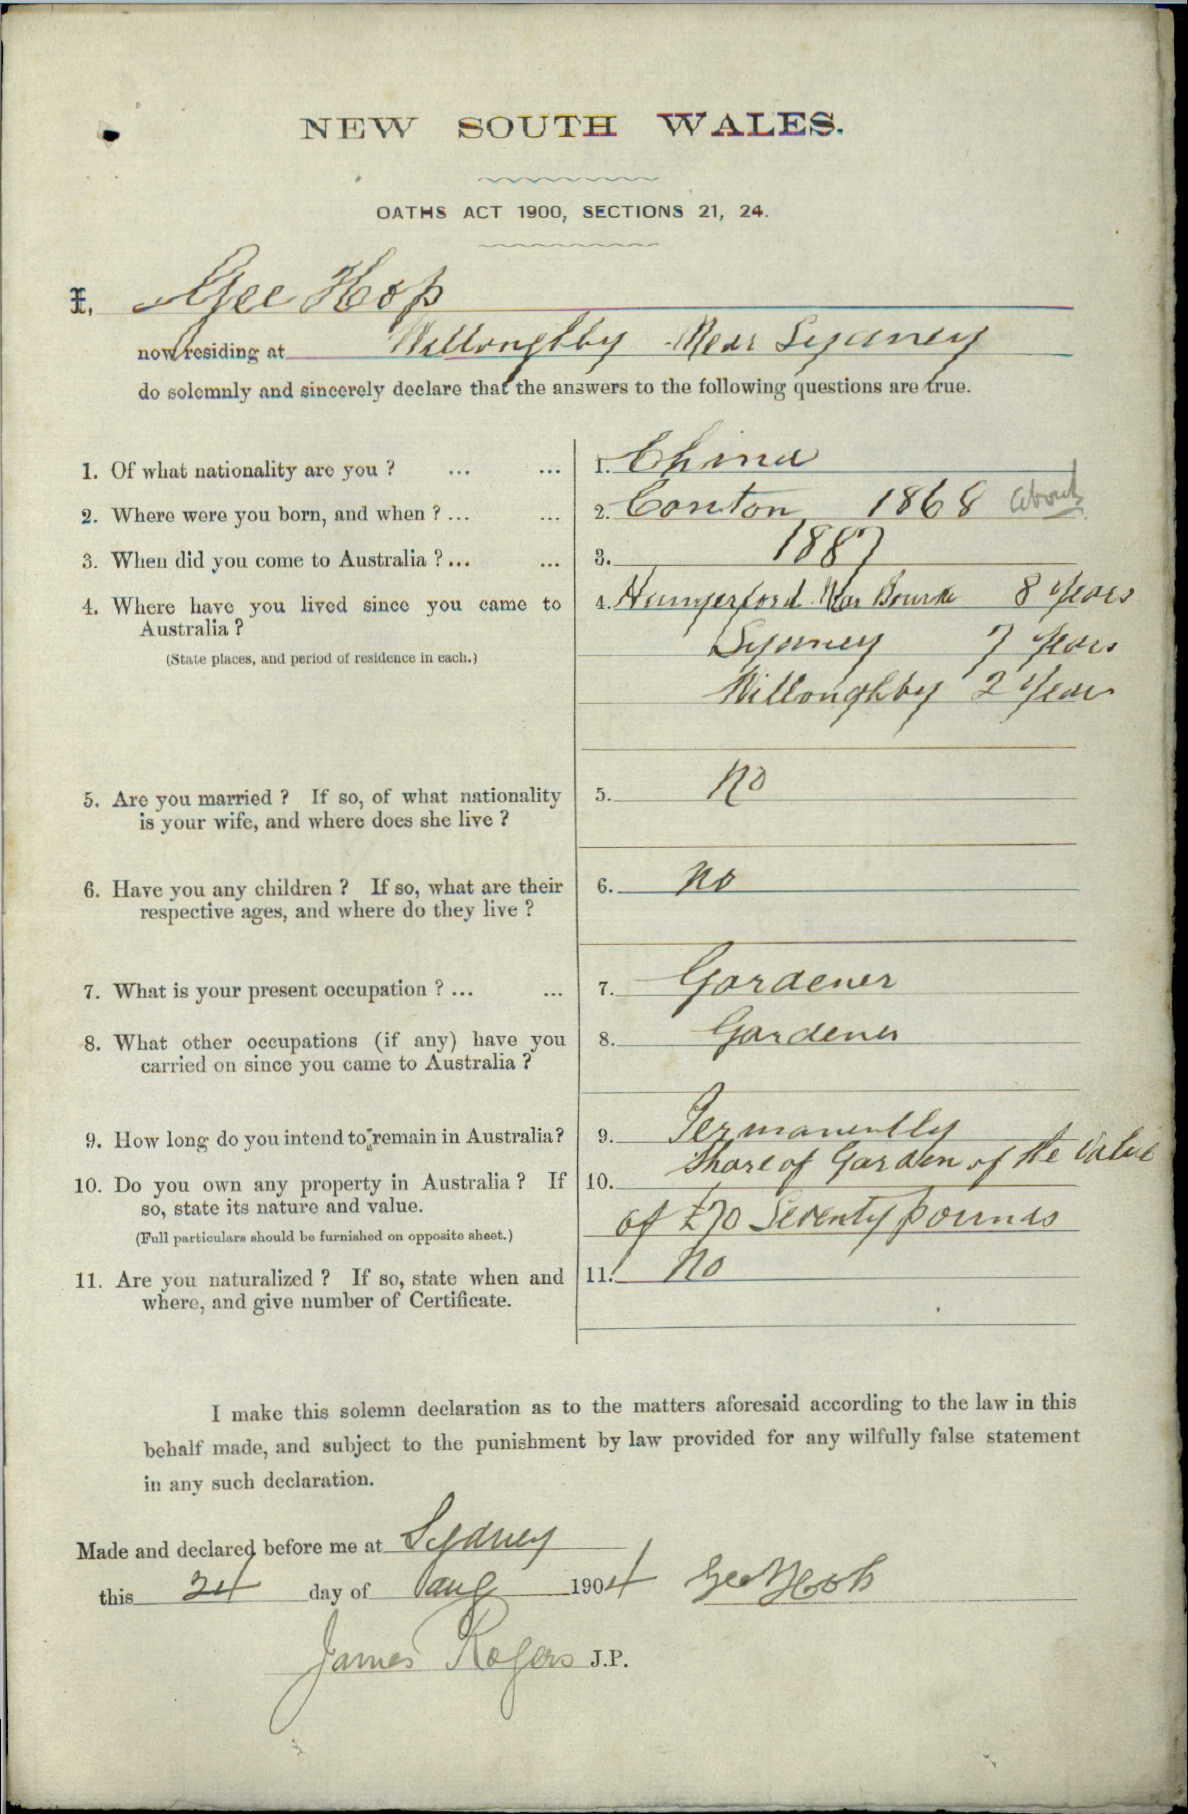 NEW SOUTH WALES.
OATHS ACT 1900, SECTIONS 21, 24.
I, Gee Hop
now residing at Willoughby Near Sydney
do solemnly and sincerely declare that the answers to the following questions are true.
1. Of what nationality are you ? ... ... 1. China
2. Where were you born, and when ? ... ... 2. Conton 1868 about
3. When did you come to Australia ? ... ... 3. 1887
4. Where have you lived since you came to 4. Hungerford Near Bourke 8 years
Australia ? Sydney 7 years
(State places, and period of residence in each.)
Willoughby 2 years
5. Are you married ? If so, of what nationality 5. No
is your wife, and where does she live ?
6. Have you any children ? If so, what are their 6. No
respective ages, and where do they live ?
7. What is your present occupation ? ... ... 7. Gardener
8. What other occupations (if any) have you 8. Gardener
carried on since you came to Australia ?
9. How long do you intend to remain in Australia? 9. Permanently
10. Do you own any property in Australia ? If 10. Share of Garden of the value
so, state its nature and value. of £70 Seventy pounds
(Full particulars should be furnished on opposite sheet.)
11. Are you naturalized ? If so, state when and 11. No
where, and give number of Certificate.
I make this solemn declaration as to the matters aforesaid according to the law in this
behalf made, and subject to the punishment by law provided for any wilfully false statement
in any such declaration.
Made and declared before me at Sydney
this 24 day of Aug 1904 Gee Hop
James Rogers J.P.